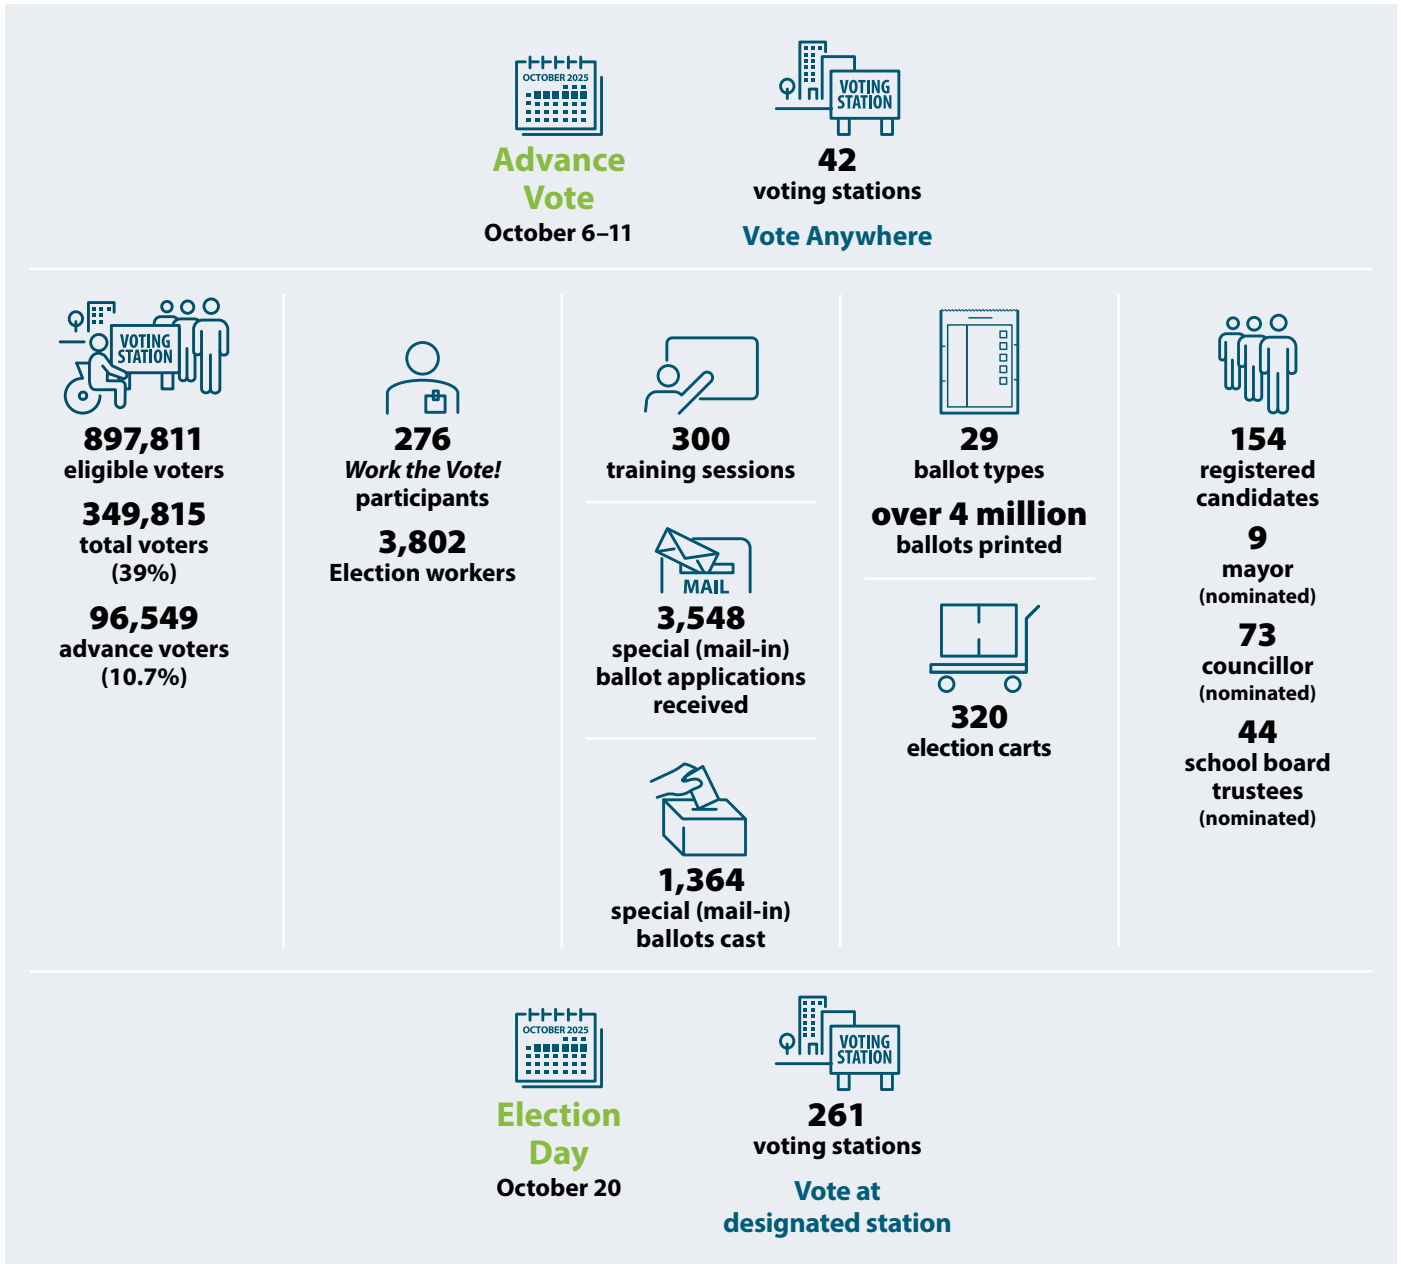 OCTOBER 2025
Advance
Vote
October 6–11
VOTING
STATION
42
voting stations
Vote Anywhere
VOTING
STATION
897,811
eligible voters
349,815
total voters
(39%)
96,549
advance voters
(10.7%)
276
Work the Vote!
participants
3,802
Election workers
300
training sessions
MAIL
3,548
special (mail-in)
ballot applications
received
1,364
special (mail-in)
ballots cast
29
ballot types
over 4 million
ballots printed
320
election carts
154
registered
candidates
9
mayor
(nominated)
73
councillor
(nominated)
44
school board
trustees
(nominated)
OCTOBER 2025
Election
Day
October 20
VOTING
STATION
261
voting stations
Vote at
designated station